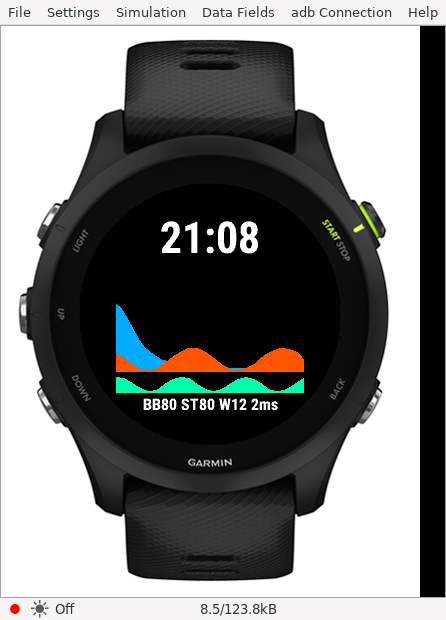 File Settings Simulation Data Fields adb Connection Help
LIGHT
START STOP
21:08
UP
DOWN
BACK
BB80 ST80 W12 2ms
GARMIN
Off 8.5/123.8kB